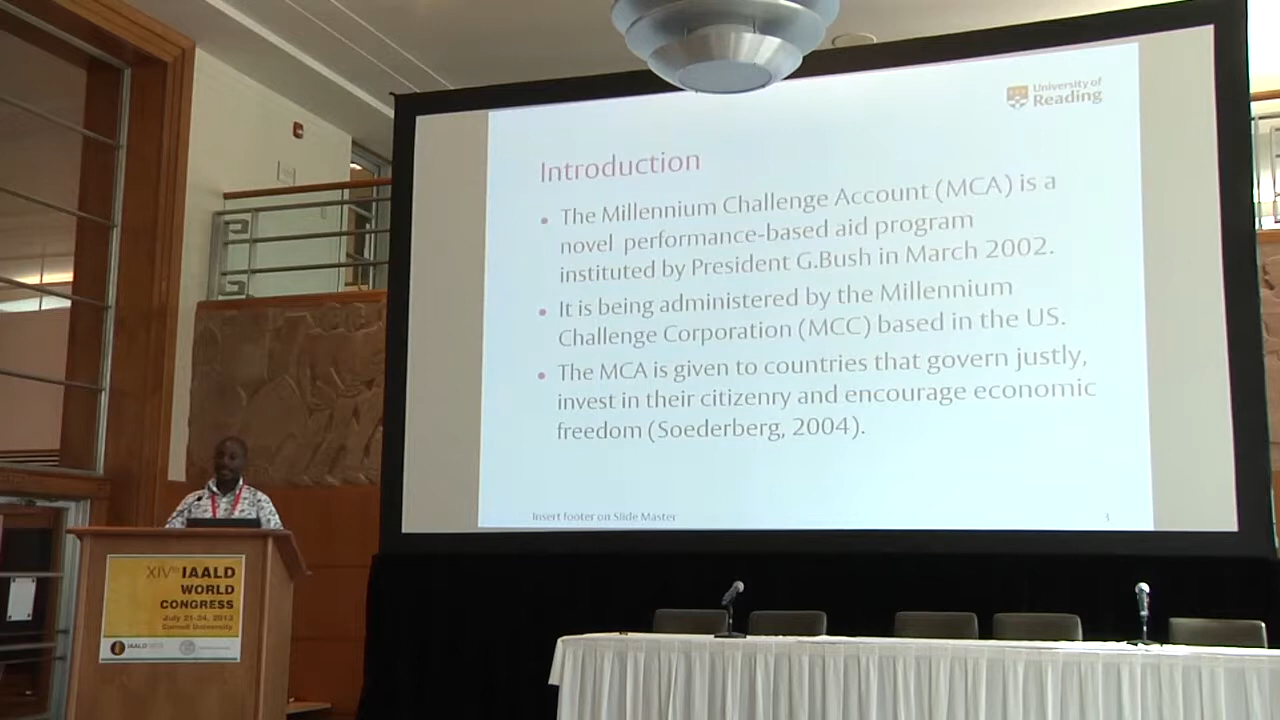 University of
Reading
Introduction
• The Millennium Challenge Account (MCA) is a
novel performance-based aid program
instituted by President G.Bush in March 2002.
• It is being administered by the Millennium
Challenge Corporation (MCC) based in the US.
• The MCA is given to countries that govern justly,
invest in their citizenry and encourage economic
freedom (Soederberg, 2004).
Insert footer on Slide Master
3
XIVth IAALD
WORLD
CONGRESS
July 21-24, 2013
Cornell University
IAALD